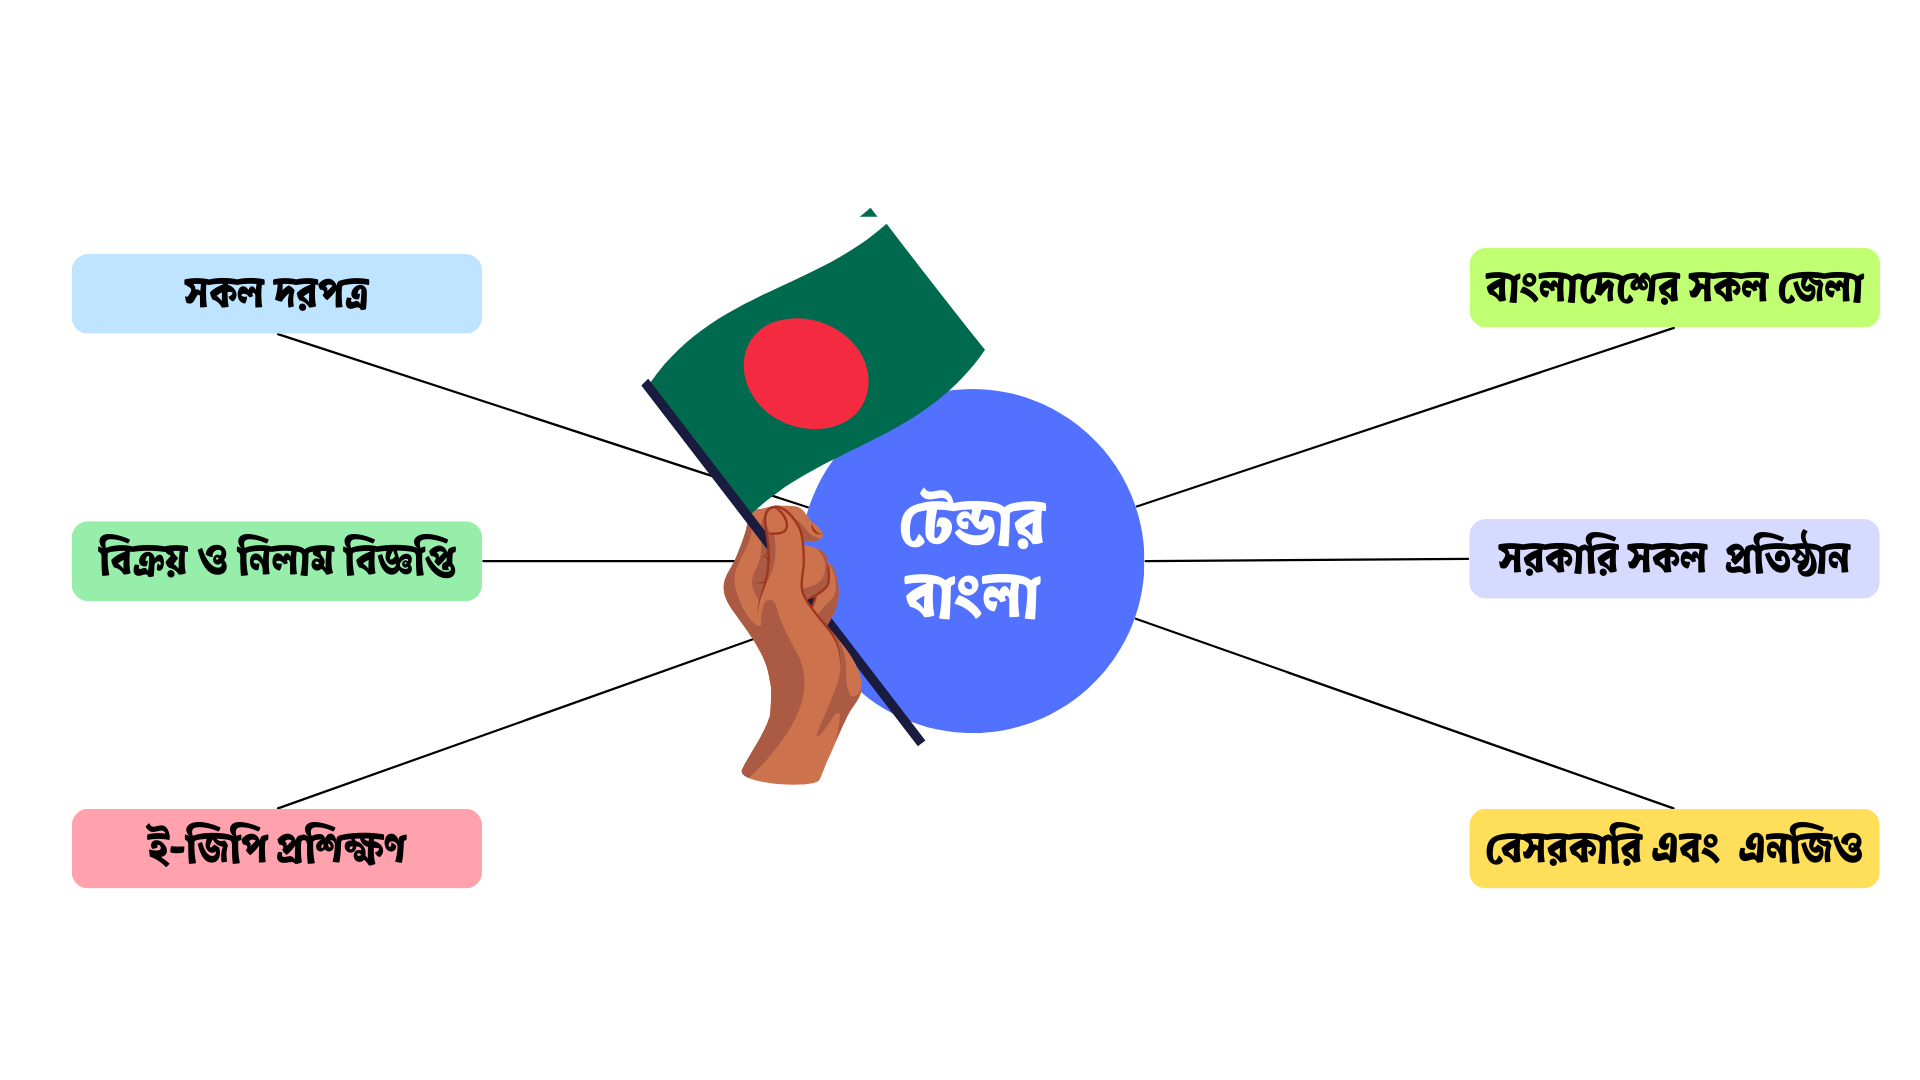 সকল দরপত্র
বিক্রয় ও নিলাম বিজ্ঞপ্তি
ই-জিপি প্রশিক্ষণ
টেন্ডার
বাংলা
বাংলাদেশের সকল জেলা
সরকারি সকল প্রতিষ্ঠান
বেসরকারি এবং এনজিও